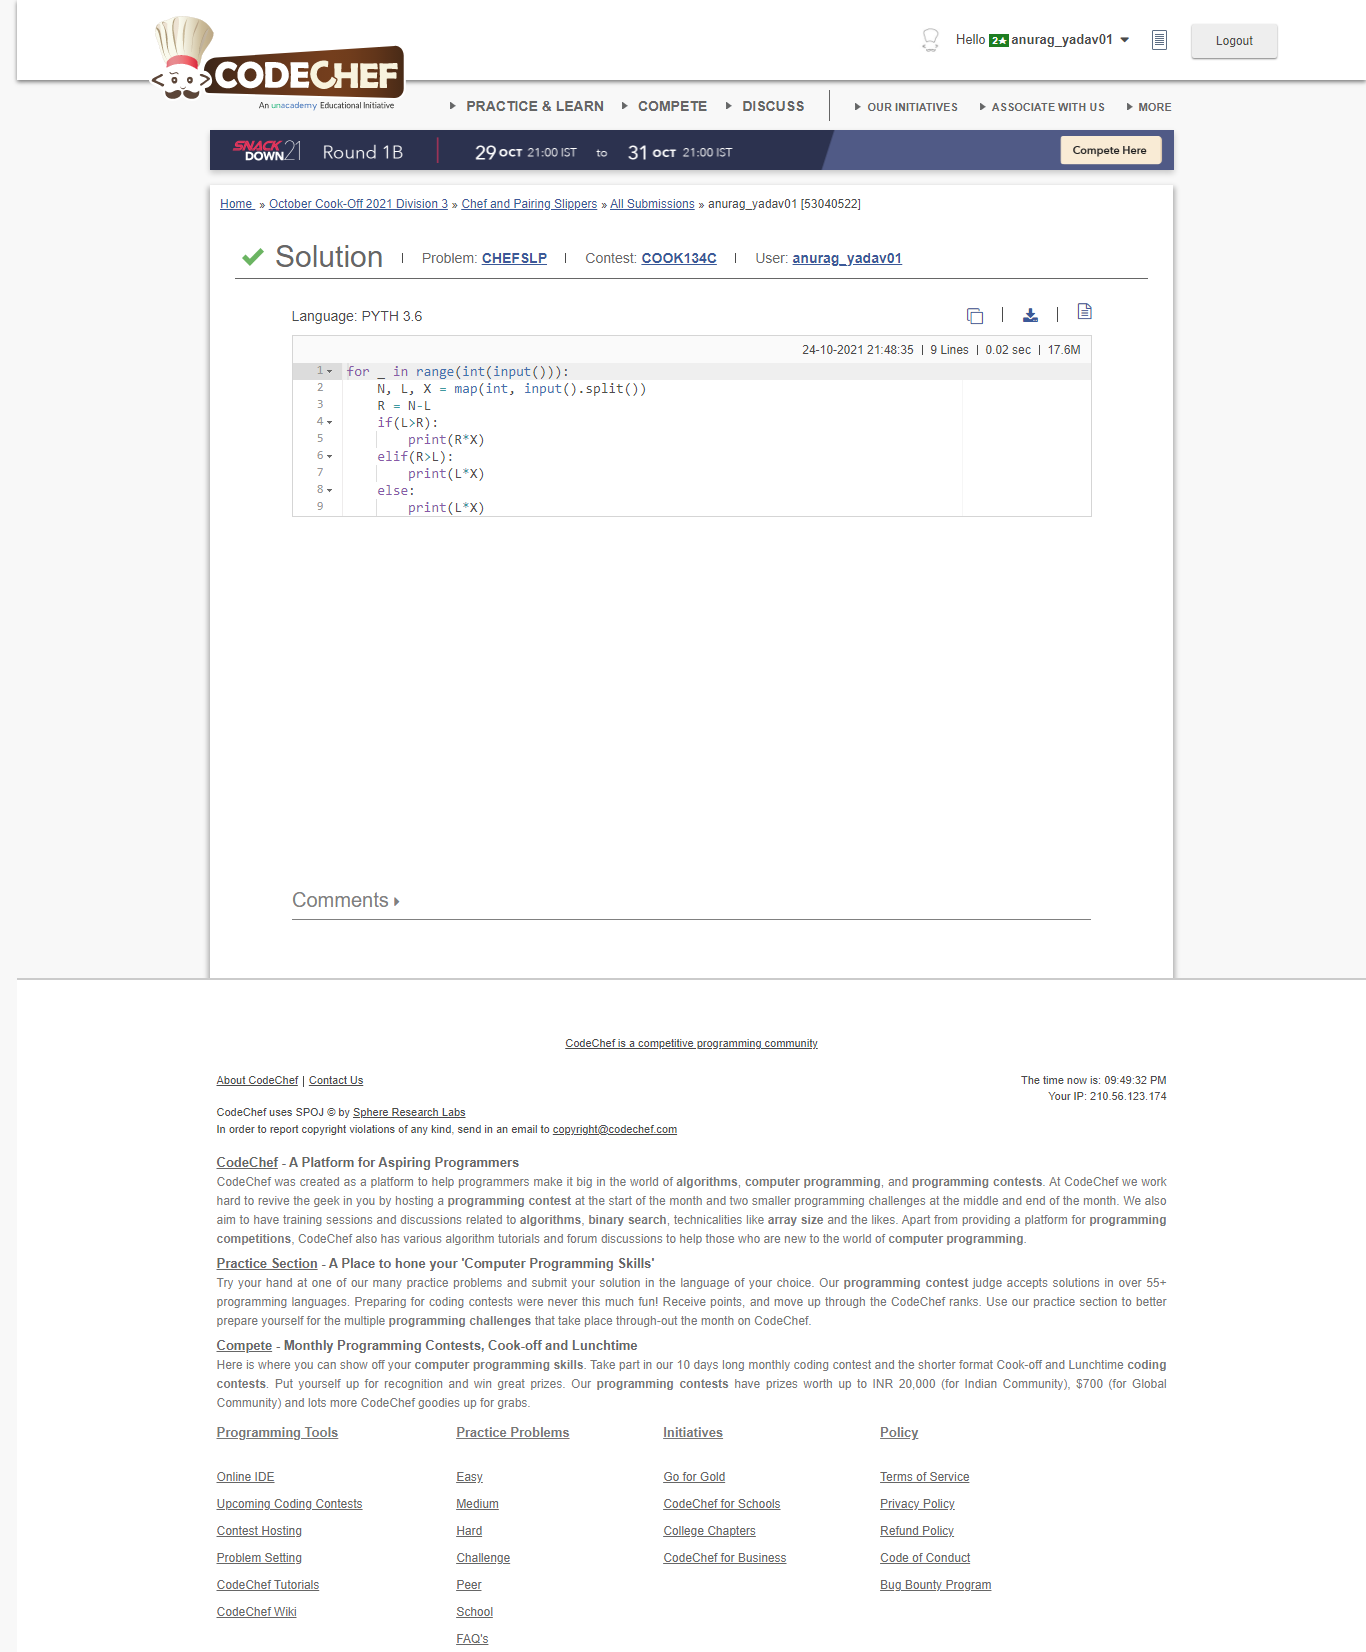 Hello 2★ anurag_yadav01
Logout
CODECHEF
An unacademy Educational Initiative
PRACTICE & LEARN COMPETE DISCUSS OUR INITIATIVES ASSOCIATE WITH US MORE
SNACK DOWN 21 Round 1B 29 OCT 21:00 IST to 31 OCT 21:00 IST Compete Here
Home » October Cook-Off 2021 Division 3 » Chef and Pairing Slippers » All Submissions » anurag_yadav01 [53040522]
Solution | Problem: CHEFSLP | Contest: COOK134C | User: anurag_yadav01
Language: PYTH 3.6
24-10-2021 21:48:35 | 9 Lines | 0.02 sec | 17.6M
1 for _ in range(int(input())):
2     N, L, X = map(int, input().split())
3     R = N-L
4     if(L>R):
5         print(R*X)
6     elif(R>L):
7         print(L*X)
8     else:
9         print(L*X)
Comments
CodeChef is a competitive programming community
About CodeChef | Contact Us
The time now is: 09:49:32 PM
Your IP: 210.56.123.174
CodeChef uses SPOJ © by Sphere Research Labs
In order to report copyright violations of any kind, send in an email to copyright@codechef.com
CodeChef - A Platform for Aspiring Programmers
CodeChef was created as a platform to help programmers make it big in the world of algorithms, computer programming, and programming contests. At CodeChef we work
hard to revive the geek in you by hosting a programming contest at the start of the month and two smaller programming challenges at the middle and end of the month. We also
aim to have training sessions and discussions related to algorithms, binary search, technicalities like array size and the likes. Apart from providing a platform for programming
competitions, CodeChef also has various algorithm tutorials and forum discussions to help those who are new to the world of computer programming.
Practice Section - A Place to hone your 'Computer Programming Skills'
Try your hand at one of our many practice problems and submit your solution in the language of your choice. Our programming contest judge accepts solutions in over 55+
programming languages. Preparing for coding contests were never this much fun! Receive points, and move up through the CodeChef ranks. Use our practice section to better
prepare yourself for the multiple programming challenges that take place through-out the month on CodeChef.
Compete - Monthly Programming Contests, Cook-off and Lunchtime
Here is where you can show off your computer programming skills. Take part in our 10 days long monthly coding contest and the shorter format Cook-off and Lunchtime coding
contests. Put yourself up for recognition and win great prizes. Our programming contests have prizes worth up to INR 20,000 (for Indian Community), $700 (for Global
Community) and lots more CodeChef goodies up for grabs.
Programming Tools
Online IDE
Upcoming Coding Contests
Contest Hosting
Problem Setting
CodeChef Tutorials
CodeChef Wiki
Practice Problems
Easy
Medium
Hard
Challenge
Peer
School
FAQ's
Initiatives
Go for Gold
CodeChef for Schools
College Chapters
CodeChef for Business
Policy
Terms of Service
Privacy Policy
Refund Policy
Code of Conduct
Bug Bounty Program